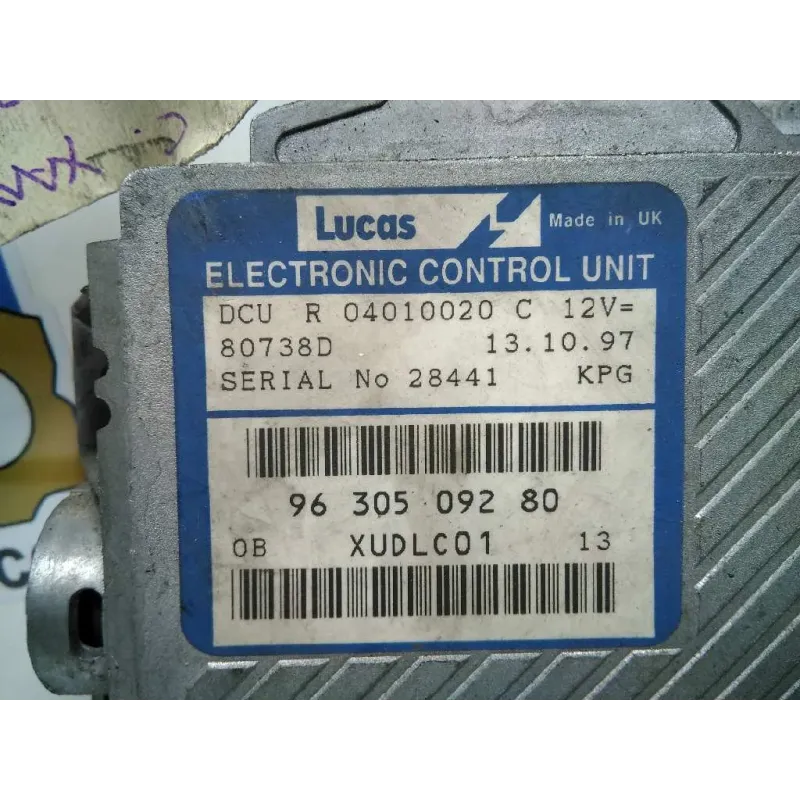 Lucas Made in UK
ELECTRONIC CONTROL UNIT
DCU R 04010020 C 12V=
80738D 13.10.97
SERIAL No 28441 KPG
96 305 092 80
0B XUDLC01 13
C